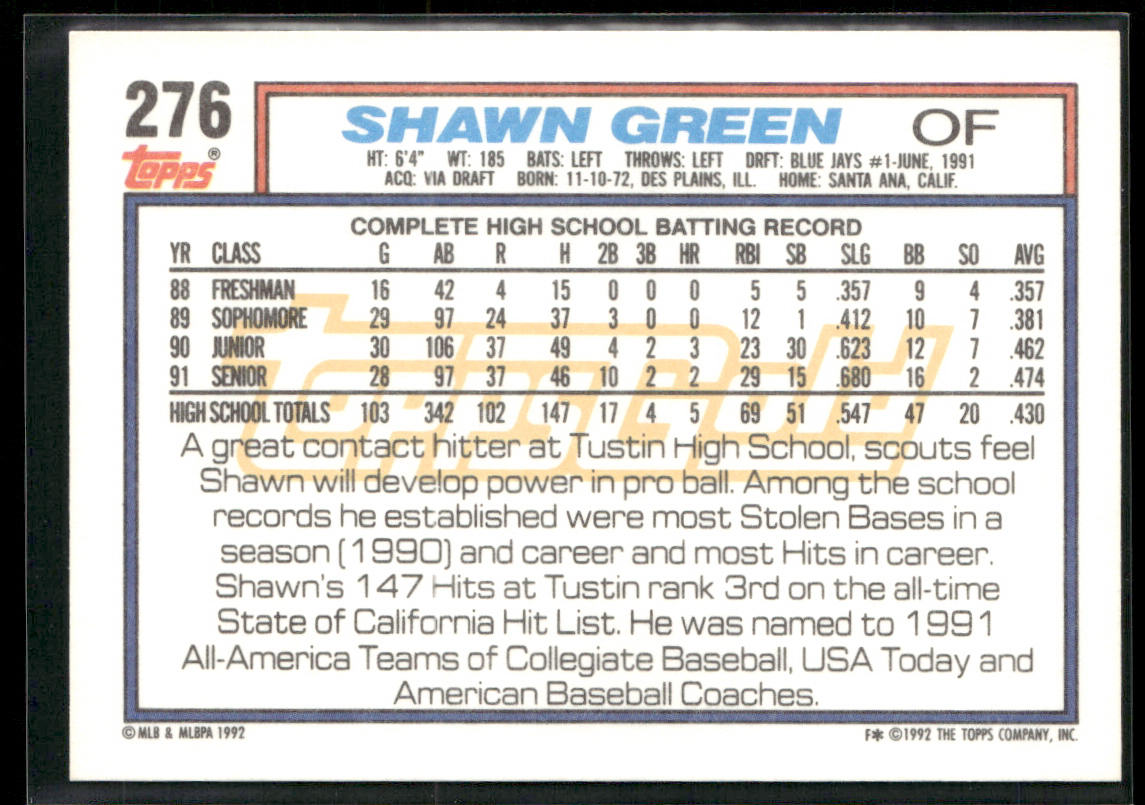 276
Topps®
SHAWN GREEN OF
HT: 6'4" WT: 185 BATS: LEFT THROWS: LEFT DRFT: BLUE JAYS #1-JUNE, 1991
ACQ: VIA DRAFT BORN: 11-10-72, DES PLAINS, ILL. HOME: SANTA ANA, CALIF.
COMPLETE HIGH SCHOOL BATTING RECORD
YR CLASS G AB R H 2B 3B HR RBI SB SLG BB SO AVG
88 FRESHMAN 16 42 4 15 0 0 0 5 5 .357 9 4 .357
89 SOPHOMORE 29 97 24 37 3 0 0 12 1 .412 10 7 .381
90 JUNIOR 30 106 37 49 4 2 3 23 30 .623 12 7 .462
91 SENIOR 28 97 37 46 10 2 2 29 15 .680 16 2 .474
HIGH SCHOOL TOTALS 103 342 102 147 17 4 5 69 51 .547 47 20 .430
ToppsGold
A great contact hitter at Tustin High School, scouts feel
Shawn will develop power in pro ball. Among the school
records he established were most Stolen Bases in a
season (1990) and career and most Hits in career.
Shawn's 147 Hits at Tustin rank 3rd on the all-time
State of California Hit List. He was named to 1991
All-America Teams of Collegiate Baseball, USA Today and
American Baseball Coaches.
© MLB & MLBPA 1992
F* © 1992 THE TOPPS COMPANY, INC.